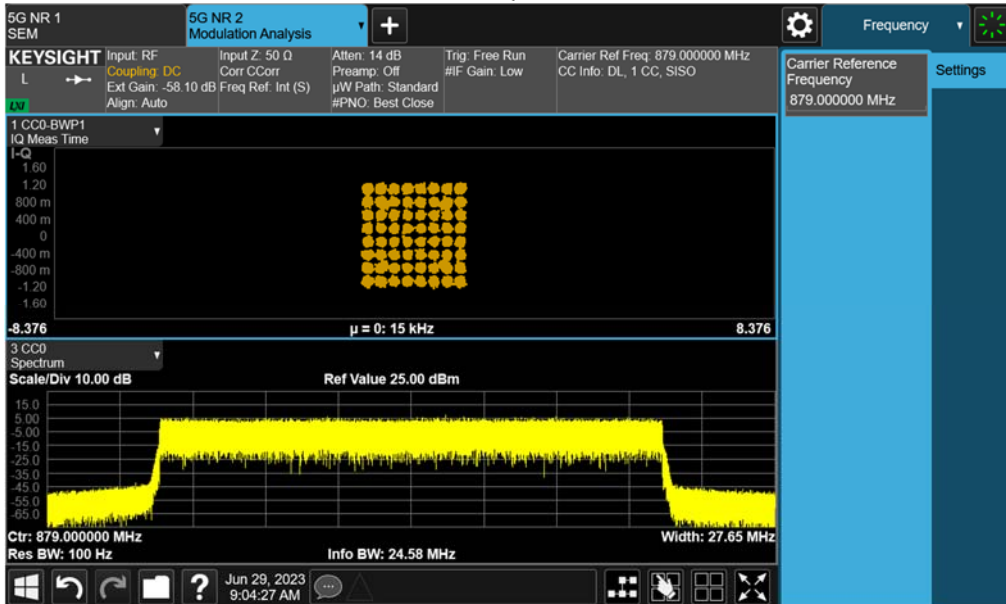 5G NR 1
SEM
5G NR 2
Modulation Analysis
Frequency
KEYSIGHT
L
LXI
Input: RF
Coupling: DC
Ext Gain: -58.10 dB
Align: Auto
Input Z: 50 Ω
Corr CCorr
Freq Ref: Int (S)
Atten: 14 dB
Preamp: Off
µW Path: Standard
#PNO: Best Close
Trig: Free Run
#IF Gain: Low
Carrier Ref Freq: 879.000000 MHz
CC Info: DL, 1 CC, SISO
Carrier Reference
Frequency
879.000000 MHz
Settings
1 CC0-BWP1
IQ Meas Time
I-Q
1.60
1.20
800 m
400 m
0
-400 m
-800 m
-1.20
-1.60
-8.376
µ = 0: 15 kHz
8.376
3 CC0
Spectrum
Scale/Div 10.00 dB
Ref Value 25.00 dBm
15.0
5.00
-5.00
-15.0
-25.0
-35.0
-45.0
-55.0
-65.0
Ctr: 879.000000 MHz
Width: 27.65 MHz
Res BW: 100 Hz
Info BW: 24.58 MHz
?
Jun 29, 2023
9:04:27 AM